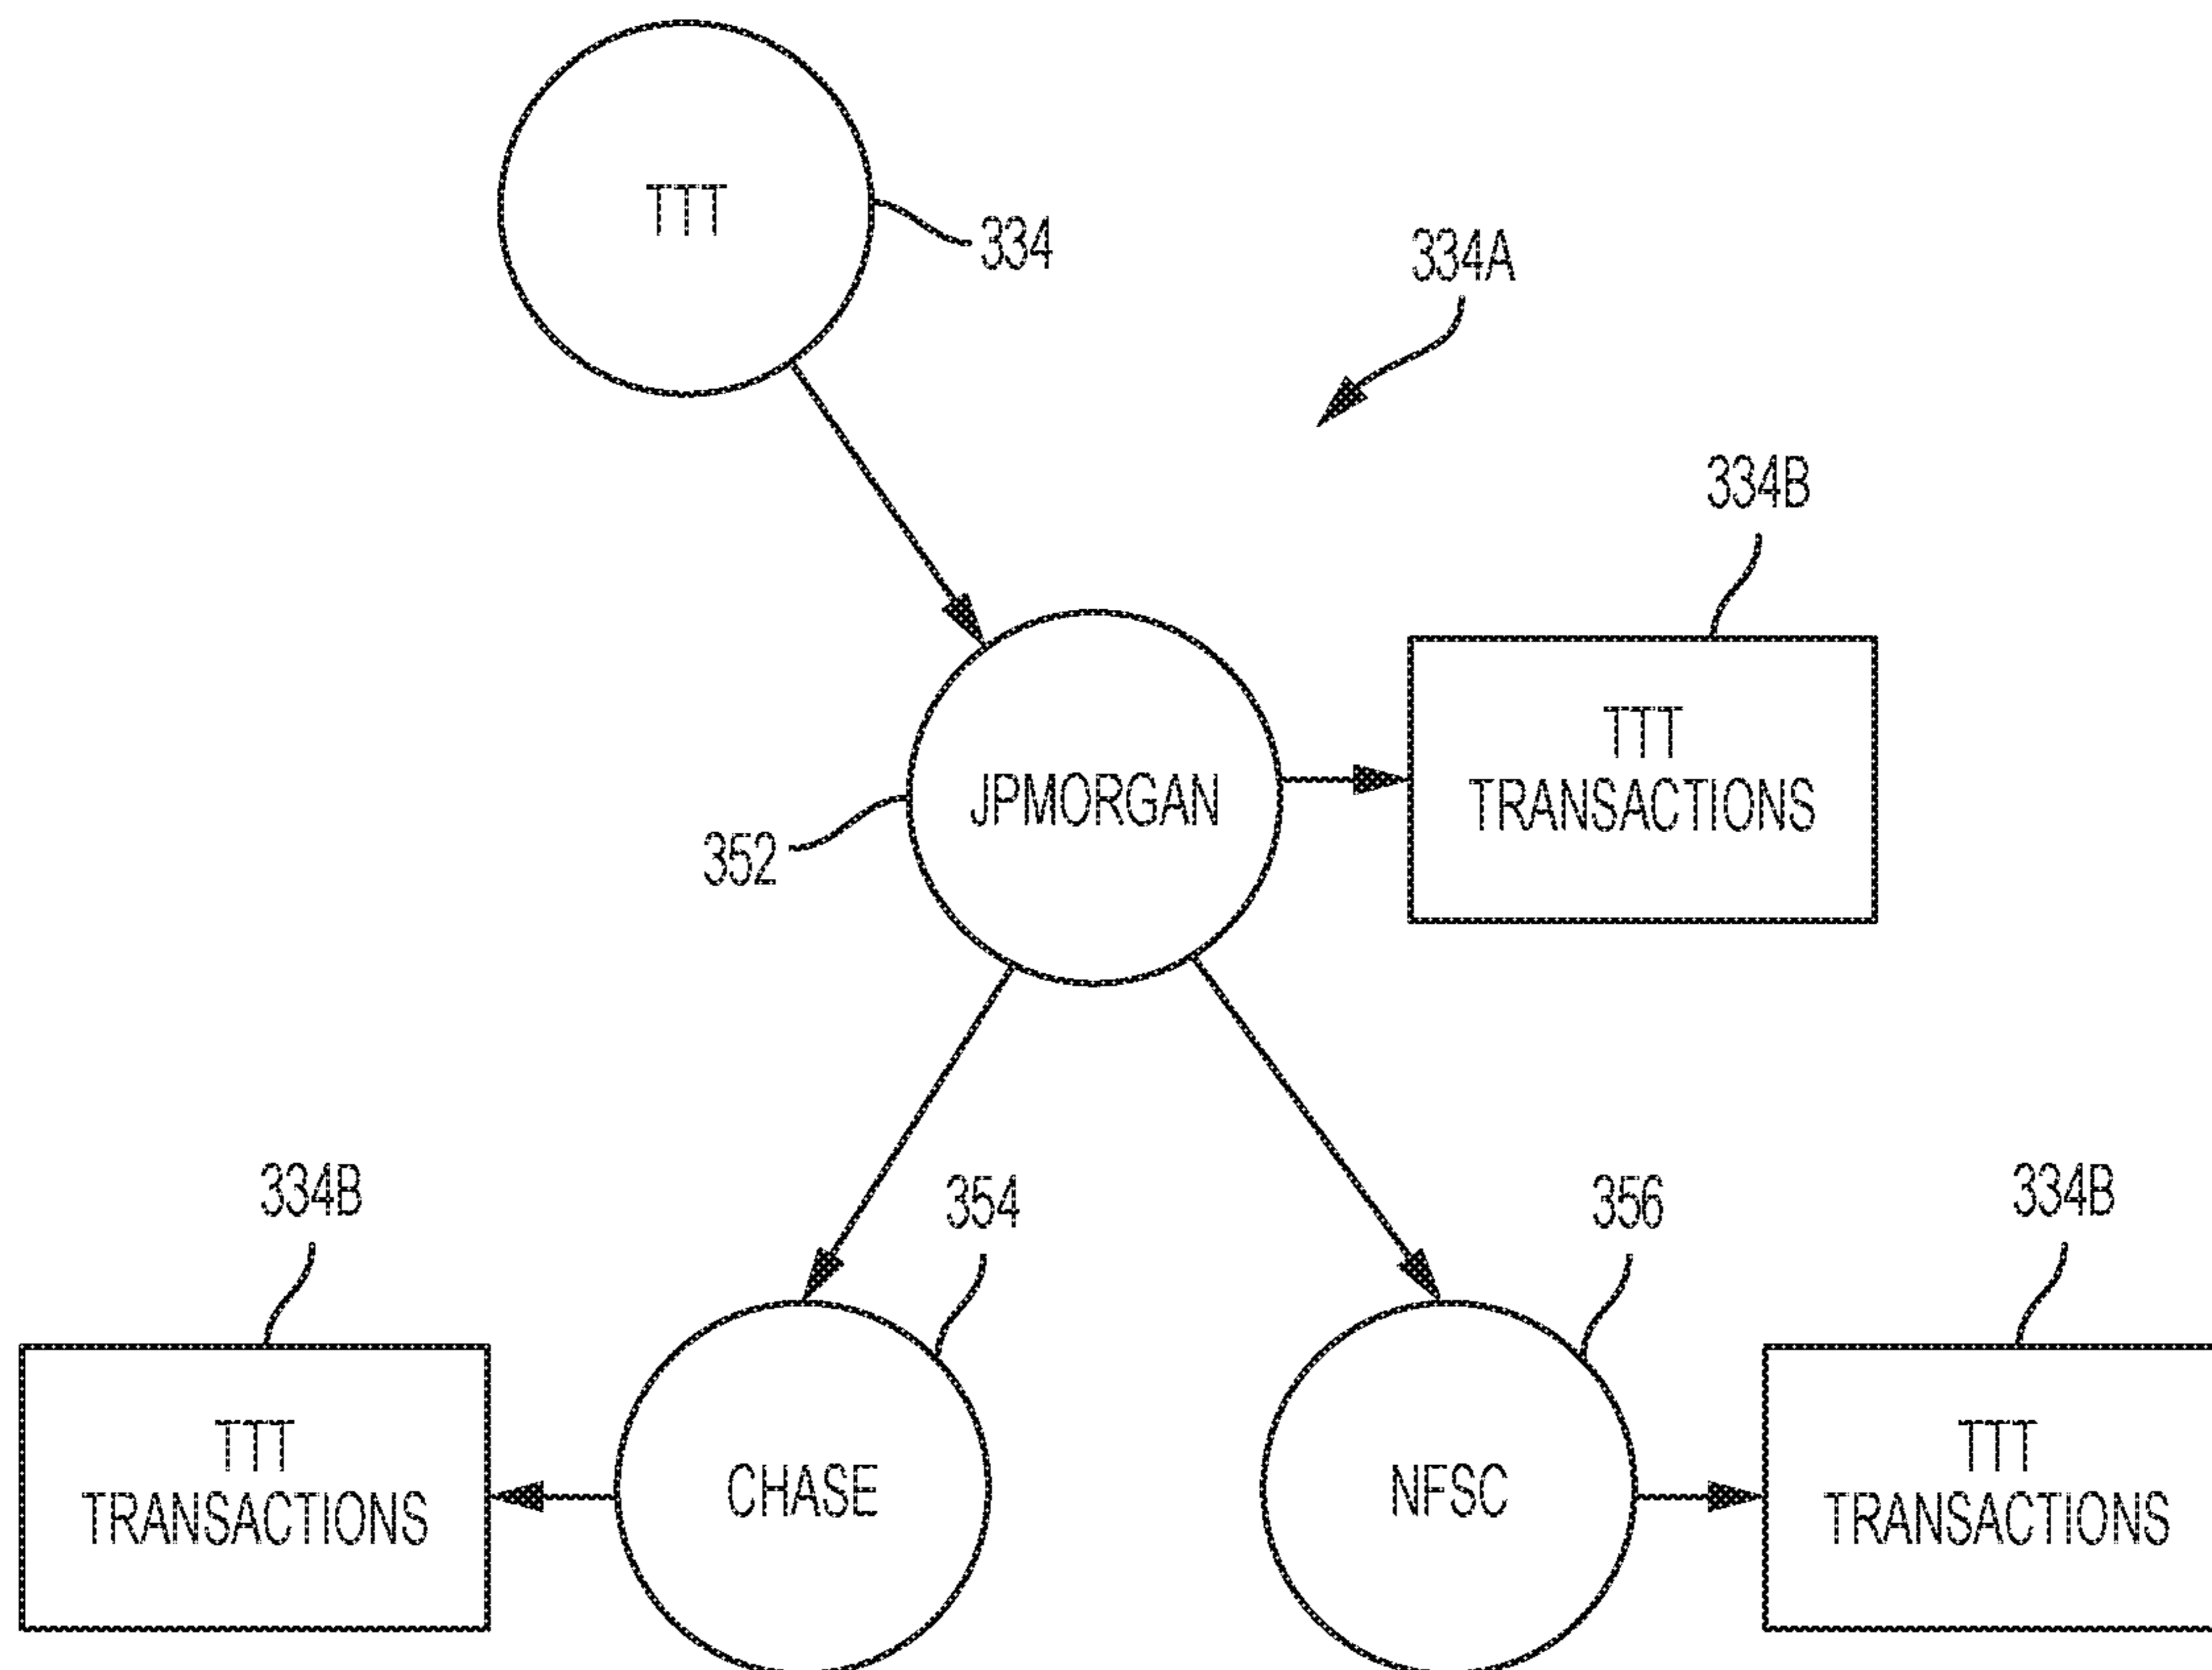 TTT
334
334A
334B
TTT
TRANSACTIONS
JPMORGAN
352
334B
354
356
334B
TTT
TRANSACTIONS
CHASE
NFSC
TTT
TRANSACTIONS